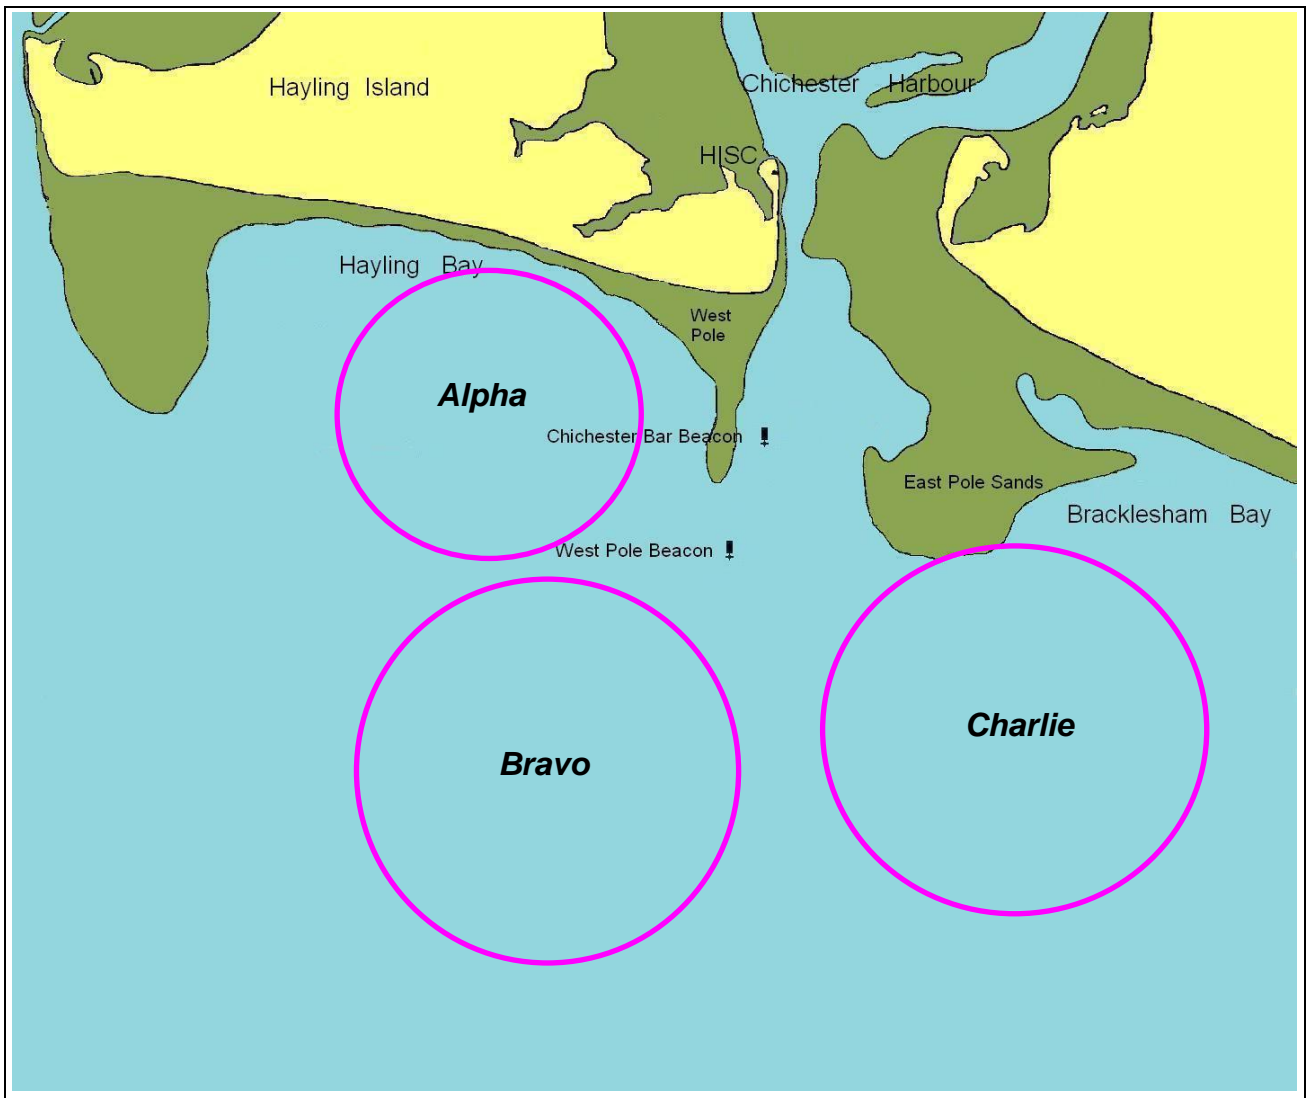 Hayling Island
Chichester Harbour
HISC
Hayling Bay
West
Pole
Alpha
Chichester Bar Beacon
East Pole Sands
Bracklesham Bay
West Pole Beacon
Charlie
Bravo